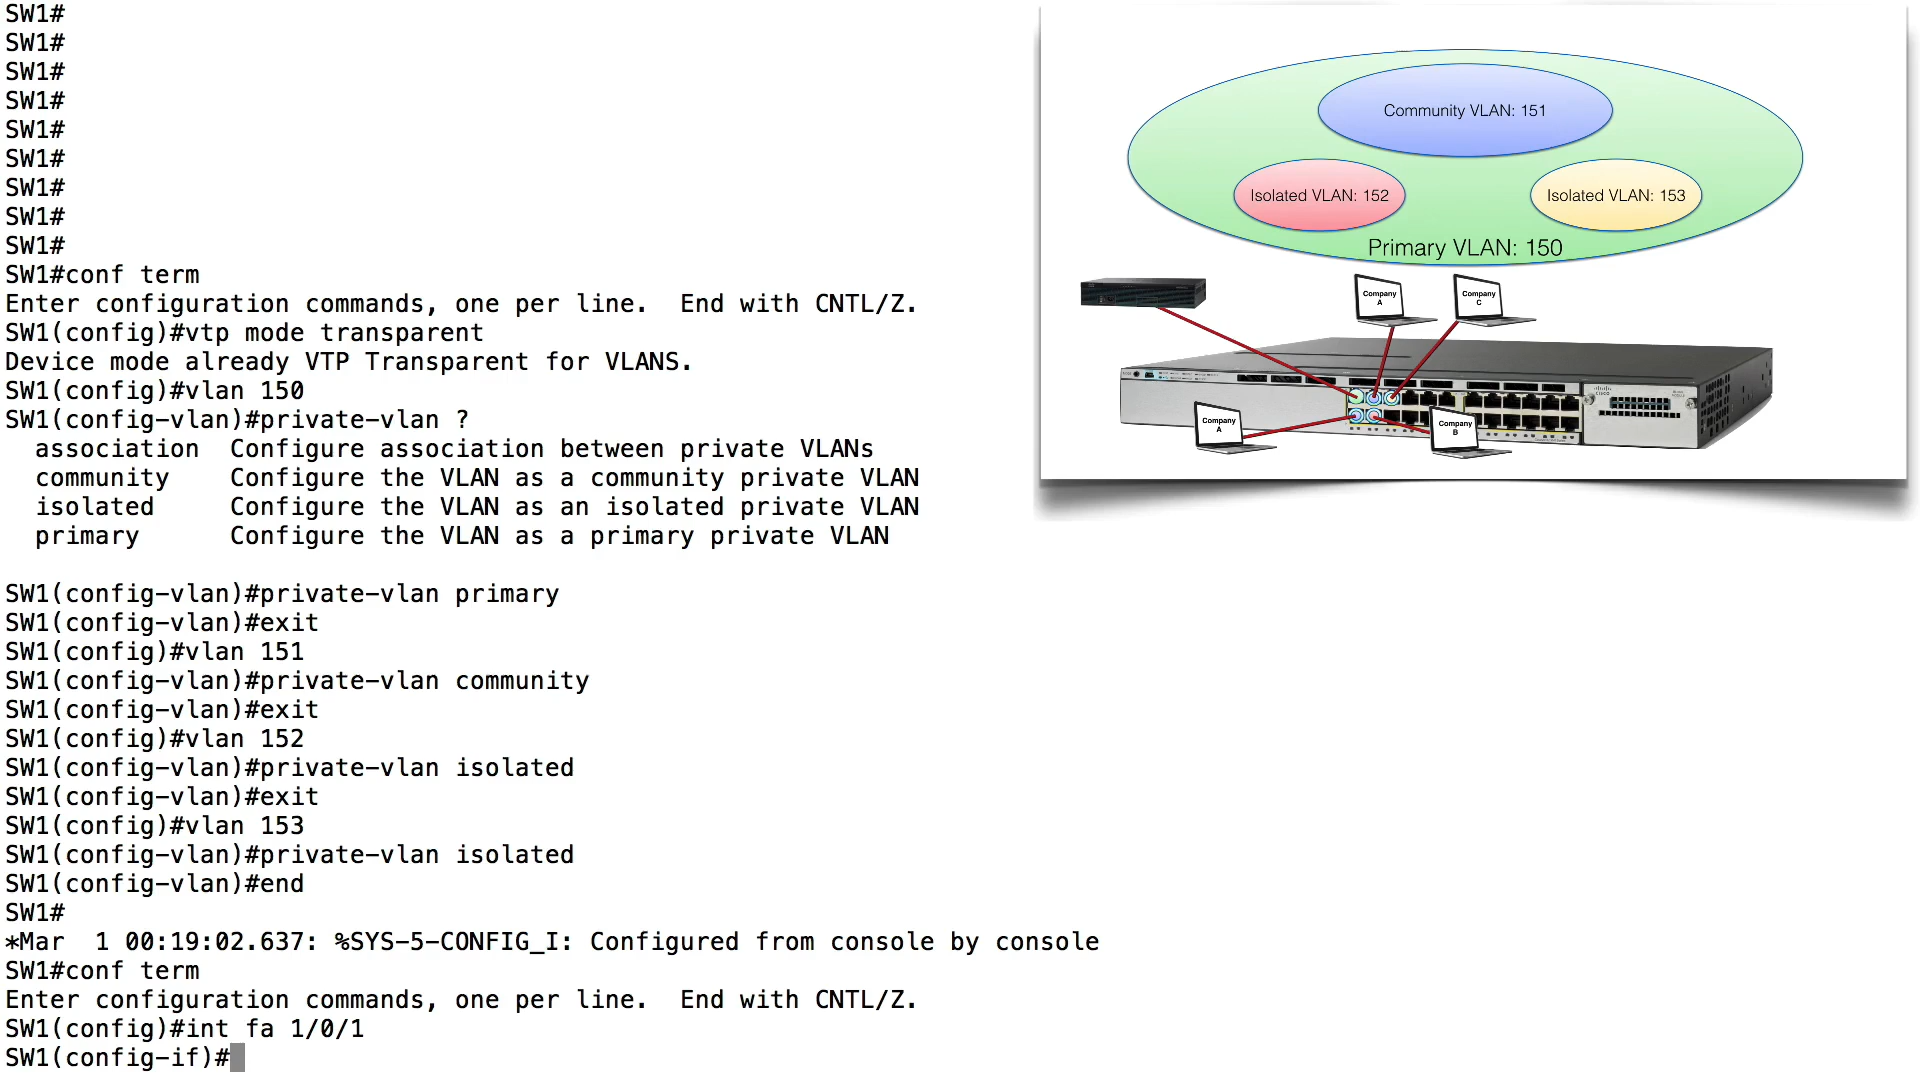 SW1#
SW1#
SW1#
SW1#
SW1#
SW1#
SW1#
SW1#
SW1#
SW1#conf term
Enter configuration commands, one per line.  End with CNTL/Z.
SW1(config)#vtp mode transparent
Device mode already VTP Transparent for VLANS.
SW1(config)#vlan 150
SW1(config-vlan)#private-vlan ?
  association  Configure association between private VLANs
  community    Configure the VLAN as a community private VLAN
  isolated     Configure the VLAN as an isolated private VLAN
  primary      Configure the VLAN as a primary private VLAN
SW1(config-vlan)#private-vlan primary
SW1(config-vlan)#exit
SW1(config)#vlan 151
SW1(config-vlan)#private-vlan community
SW1(config-vlan)#exit
SW1(config)#vlan 152
SW1(config-vlan)#private-vlan isolated
SW1(config-vlan)#exit
SW1(config)#vlan 153
SW1(config-vlan)#private-vlan isolated
SW1(config-vlan)#end
SW1#
*Mar  1 00:19:02.637: %SYS-5-CONFIG_I: Configured from console by console
SW1#conf term
Enter configuration commands, one per line.  End with CNTL/Z.
SW1(config)#int fa 1/0/1
SW1(config-if)#
Community VLAN: 151
Isolated VLAN: 152
Isolated VLAN: 153
Primary VLAN: 150
Company
A
Company
C
Company
A
Company
B
CISCO